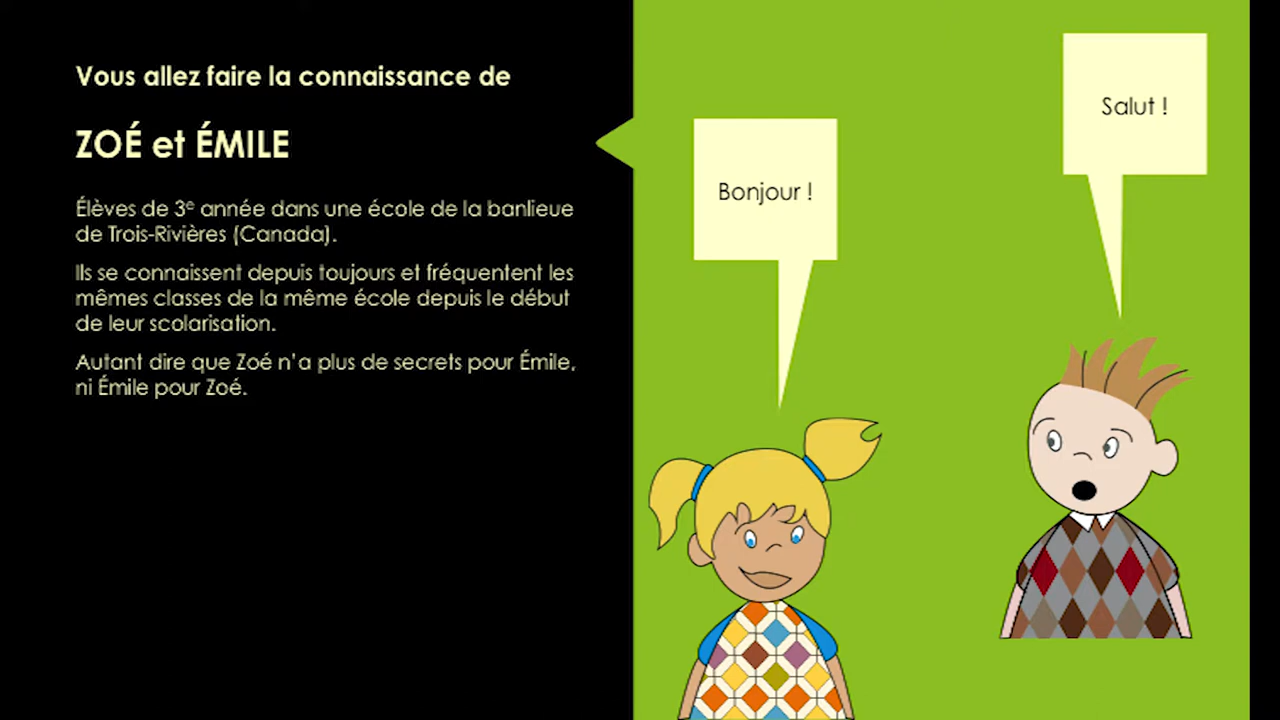 Vous allez faire la connaissance de
ZOÉ et ÉMILE
Élèves de 3e année dans une école de la banlieue
de Trois-Rivières (Canada).
Ils se connaissent depuis toujours et fréquentent les
mêmes classes de la même école depuis le début
de leur scolarisation.
Autant dire que Zoé n'a plus de secrets pour Émile,
ni Émile pour Zoé.
Bonjour !
Salut !